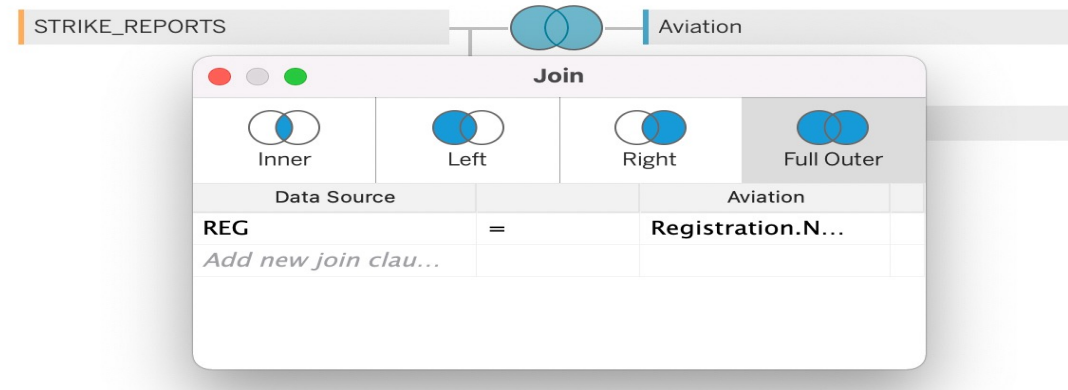 STRIKE_REPORTS
Aviation
Join
Inner
Left
Right
Full Outer
Data Source
Aviation
REG
=
Registration.N...
Add new join clau...